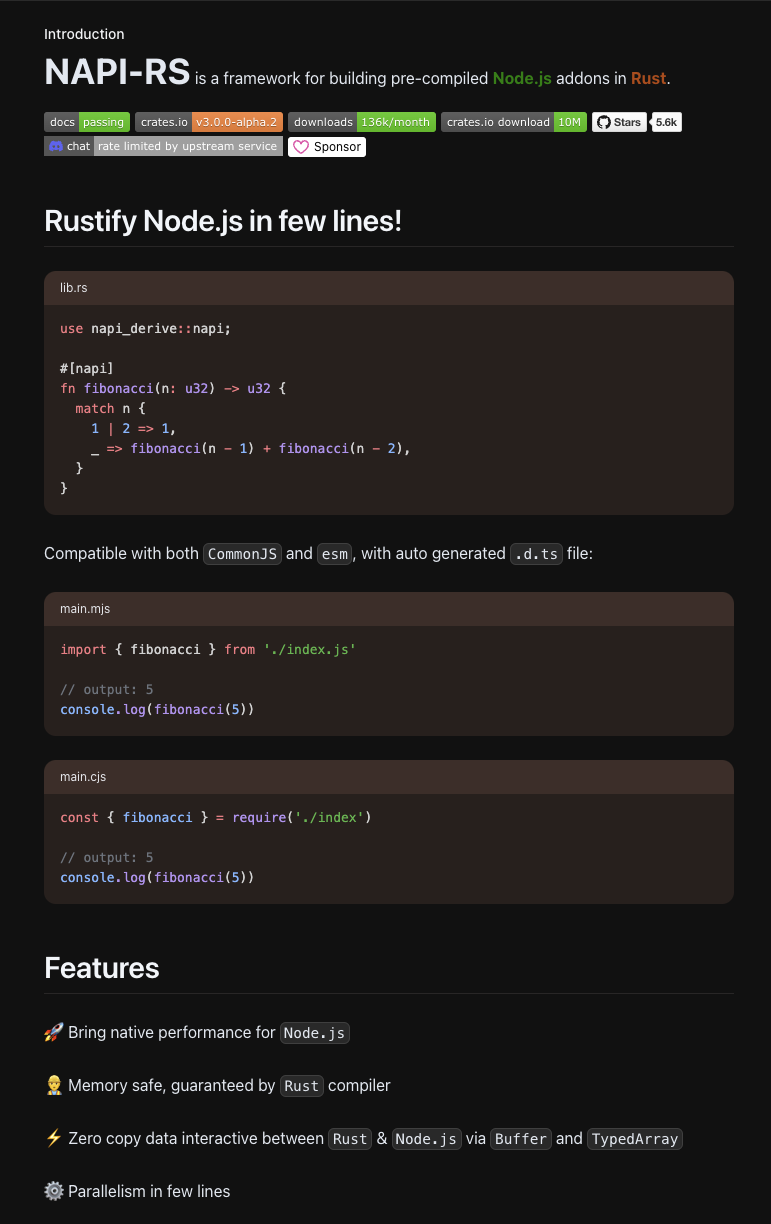 Introduction
NAPI-RS is a framework for building pre-compiled Node.js addons in Rust.
docs passing crates.io v3.0.0-alpha.2 downloads 136k/month crates.io download 10M Stars 5.6k
chat rate limited by upstream service Sponsor
Rustify Node.js in few lines!
lib.rs
use napi_derive::napi;
#[napi]
fn fibonacci(n: u32) -> u32 {
  match n {
    1 | 2 => 1,
    _ => fibonacci(n - 1) + fibonacci(n - 2),
  }
}
Compatible with both CommonJS and esm, with auto generated .d.ts file:
main.mjs
import { fibonacci } from './index.js'
// output: 5
console.log(fibonacci(5))
main.cjs
const { fibonacci } = require('./index')
// output: 5
console.log(fibonacci(5))
Features
🚀 Bring native performance for Node.js
👷 Memory safe, guaranteed by Rust compiler
⚡ Zero copy data interactive between Rust & Node.js via Buffer and TypedArray
⚙️ Parallelism in few lines